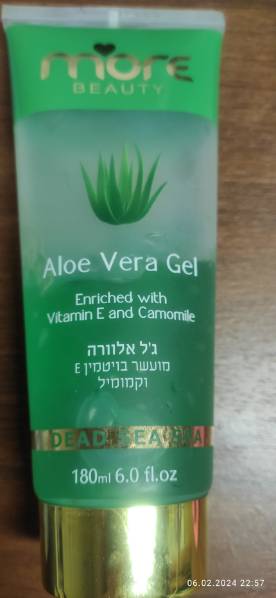 more
BEAUTY
Aloe Vera Gel
Enriched with
Vitamin E and Camomile
ג'ל אלוורה
מועשר בויטמין E
וקמומיל
DEAD SEA SPA
180ml 6.0 fl.oz
06.02.2024 22:57